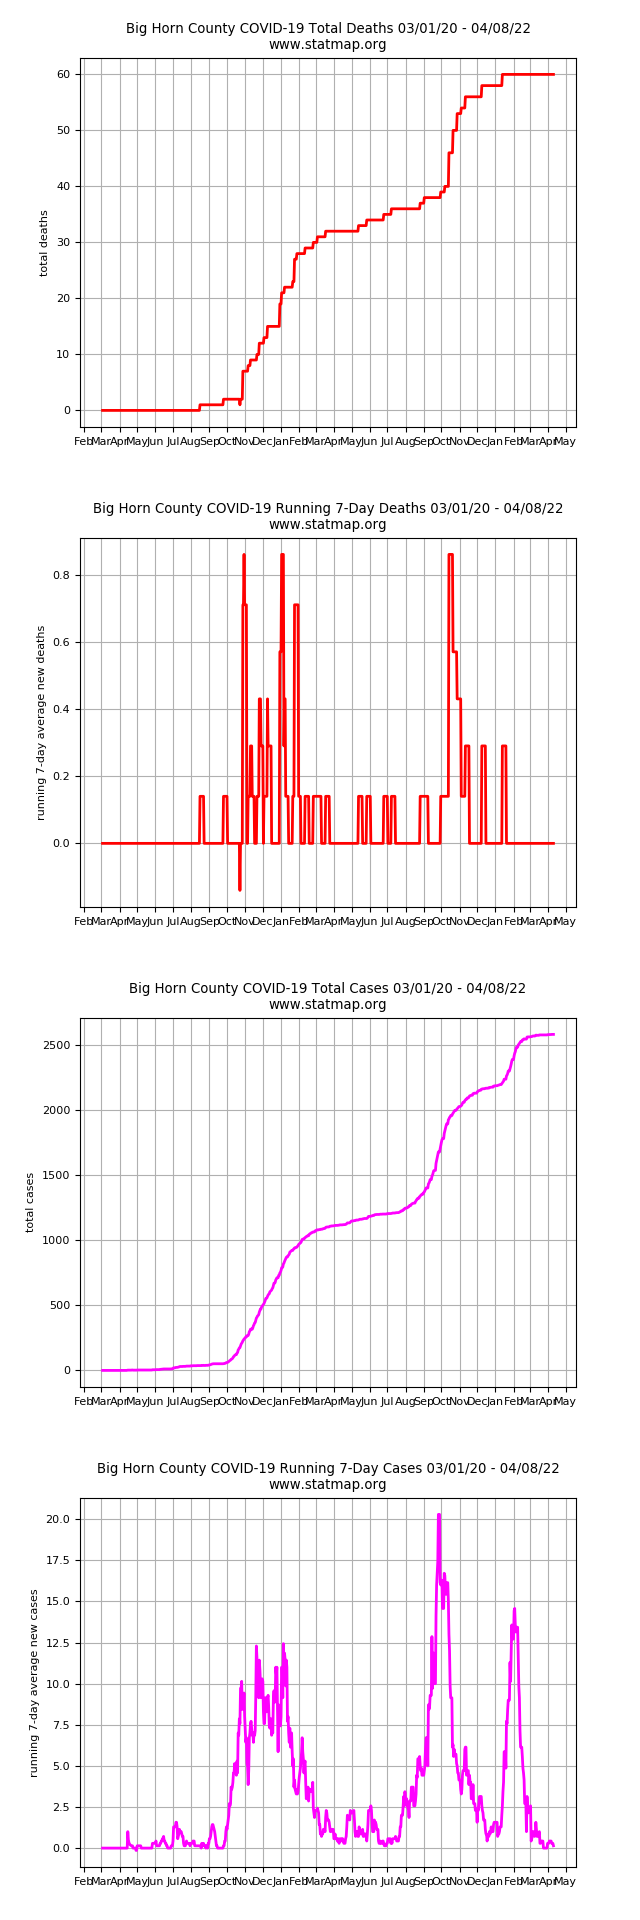 Big Horn County COVID-19 Total Deaths 03/01/20 - 04/08/22
www.statmap.org
total deaths
60
50
40
30
20
10
0
Feb Mar Apr May Jun Jul Aug Sep Oct Nov Dec Jan Feb Mar Apr May Jun Jul Aug Sep Oct Nov Dec Jan Feb Mar Apr May
Big Horn County COVID-19 Running 7-Day Deaths 03/01/20 - 04/08/22
www.statmap.org
running 7-day average new deaths
0.8
0.6
0.4
0.2
0.0
Feb Mar Apr May Jun Jul Aug Sep Oct Nov Dec Jan Feb Mar Apr May Jun Jul Aug Sep Oct Nov Dec Jan Feb Mar Apr May
Big Horn County COVID-19 Total Cases 03/01/20 - 04/08/22
www.statmap.org
total cases
2500
2000
1500
1000
500
0
Feb Mar Apr May Jun Jul Aug Sep Oct Nov Dec Jan Feb Mar Apr May Jun Jul Aug Sep Oct Nov Dec Jan Feb Mar Apr May
Big Horn County COVID-19 Running 7-Day Cases 03/01/20 - 04/08/22
www.statmap.org
running 7-day average new cases
20.0
17.5
15.0
12.5
10.0
7.5
5.0
2.5
0.0
Feb Mar Apr May Jun Jul Aug Sep Oct Nov Dec Jan Feb Mar Apr May Jun Jul Aug Sep Oct Nov Dec Jan Feb Mar Apr May